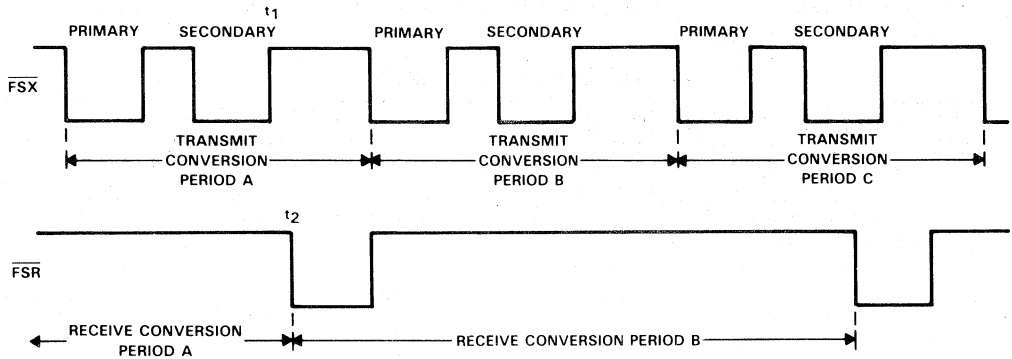 t1
PRIMARY SECONDARY PRIMARY SECONDARY PRIMARY SECONDARY
FSX
TRANSMIT CONVERSION PERIOD A
TRANSMIT CONVERSION PERIOD B
TRANSMIT CONVERSION PERIOD C
t2
FSR
RECEIVE CONVERSION PERIOD A
RECEIVE CONVERSION PERIOD B